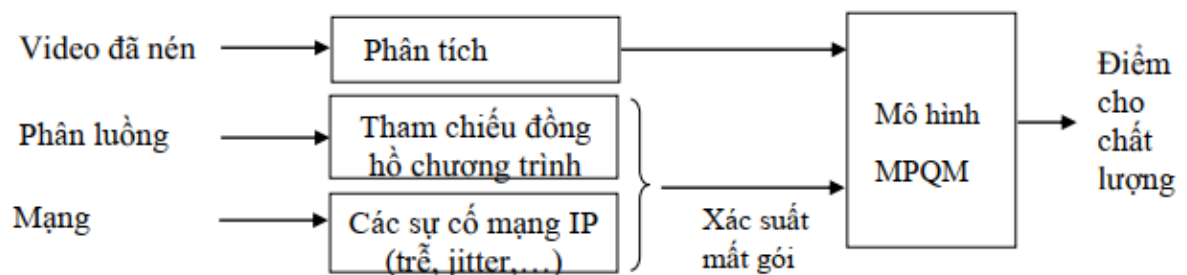 Video đã nén
Phân tích
Phân luồng
Tham chiếu đồng
hồ chương trình
Mạng
Các sự cố mạng IP
(trễ, jitter,…)
Xác suất
mất gói
Mô hình
MPQM
Điểm
cho
chất
lượng